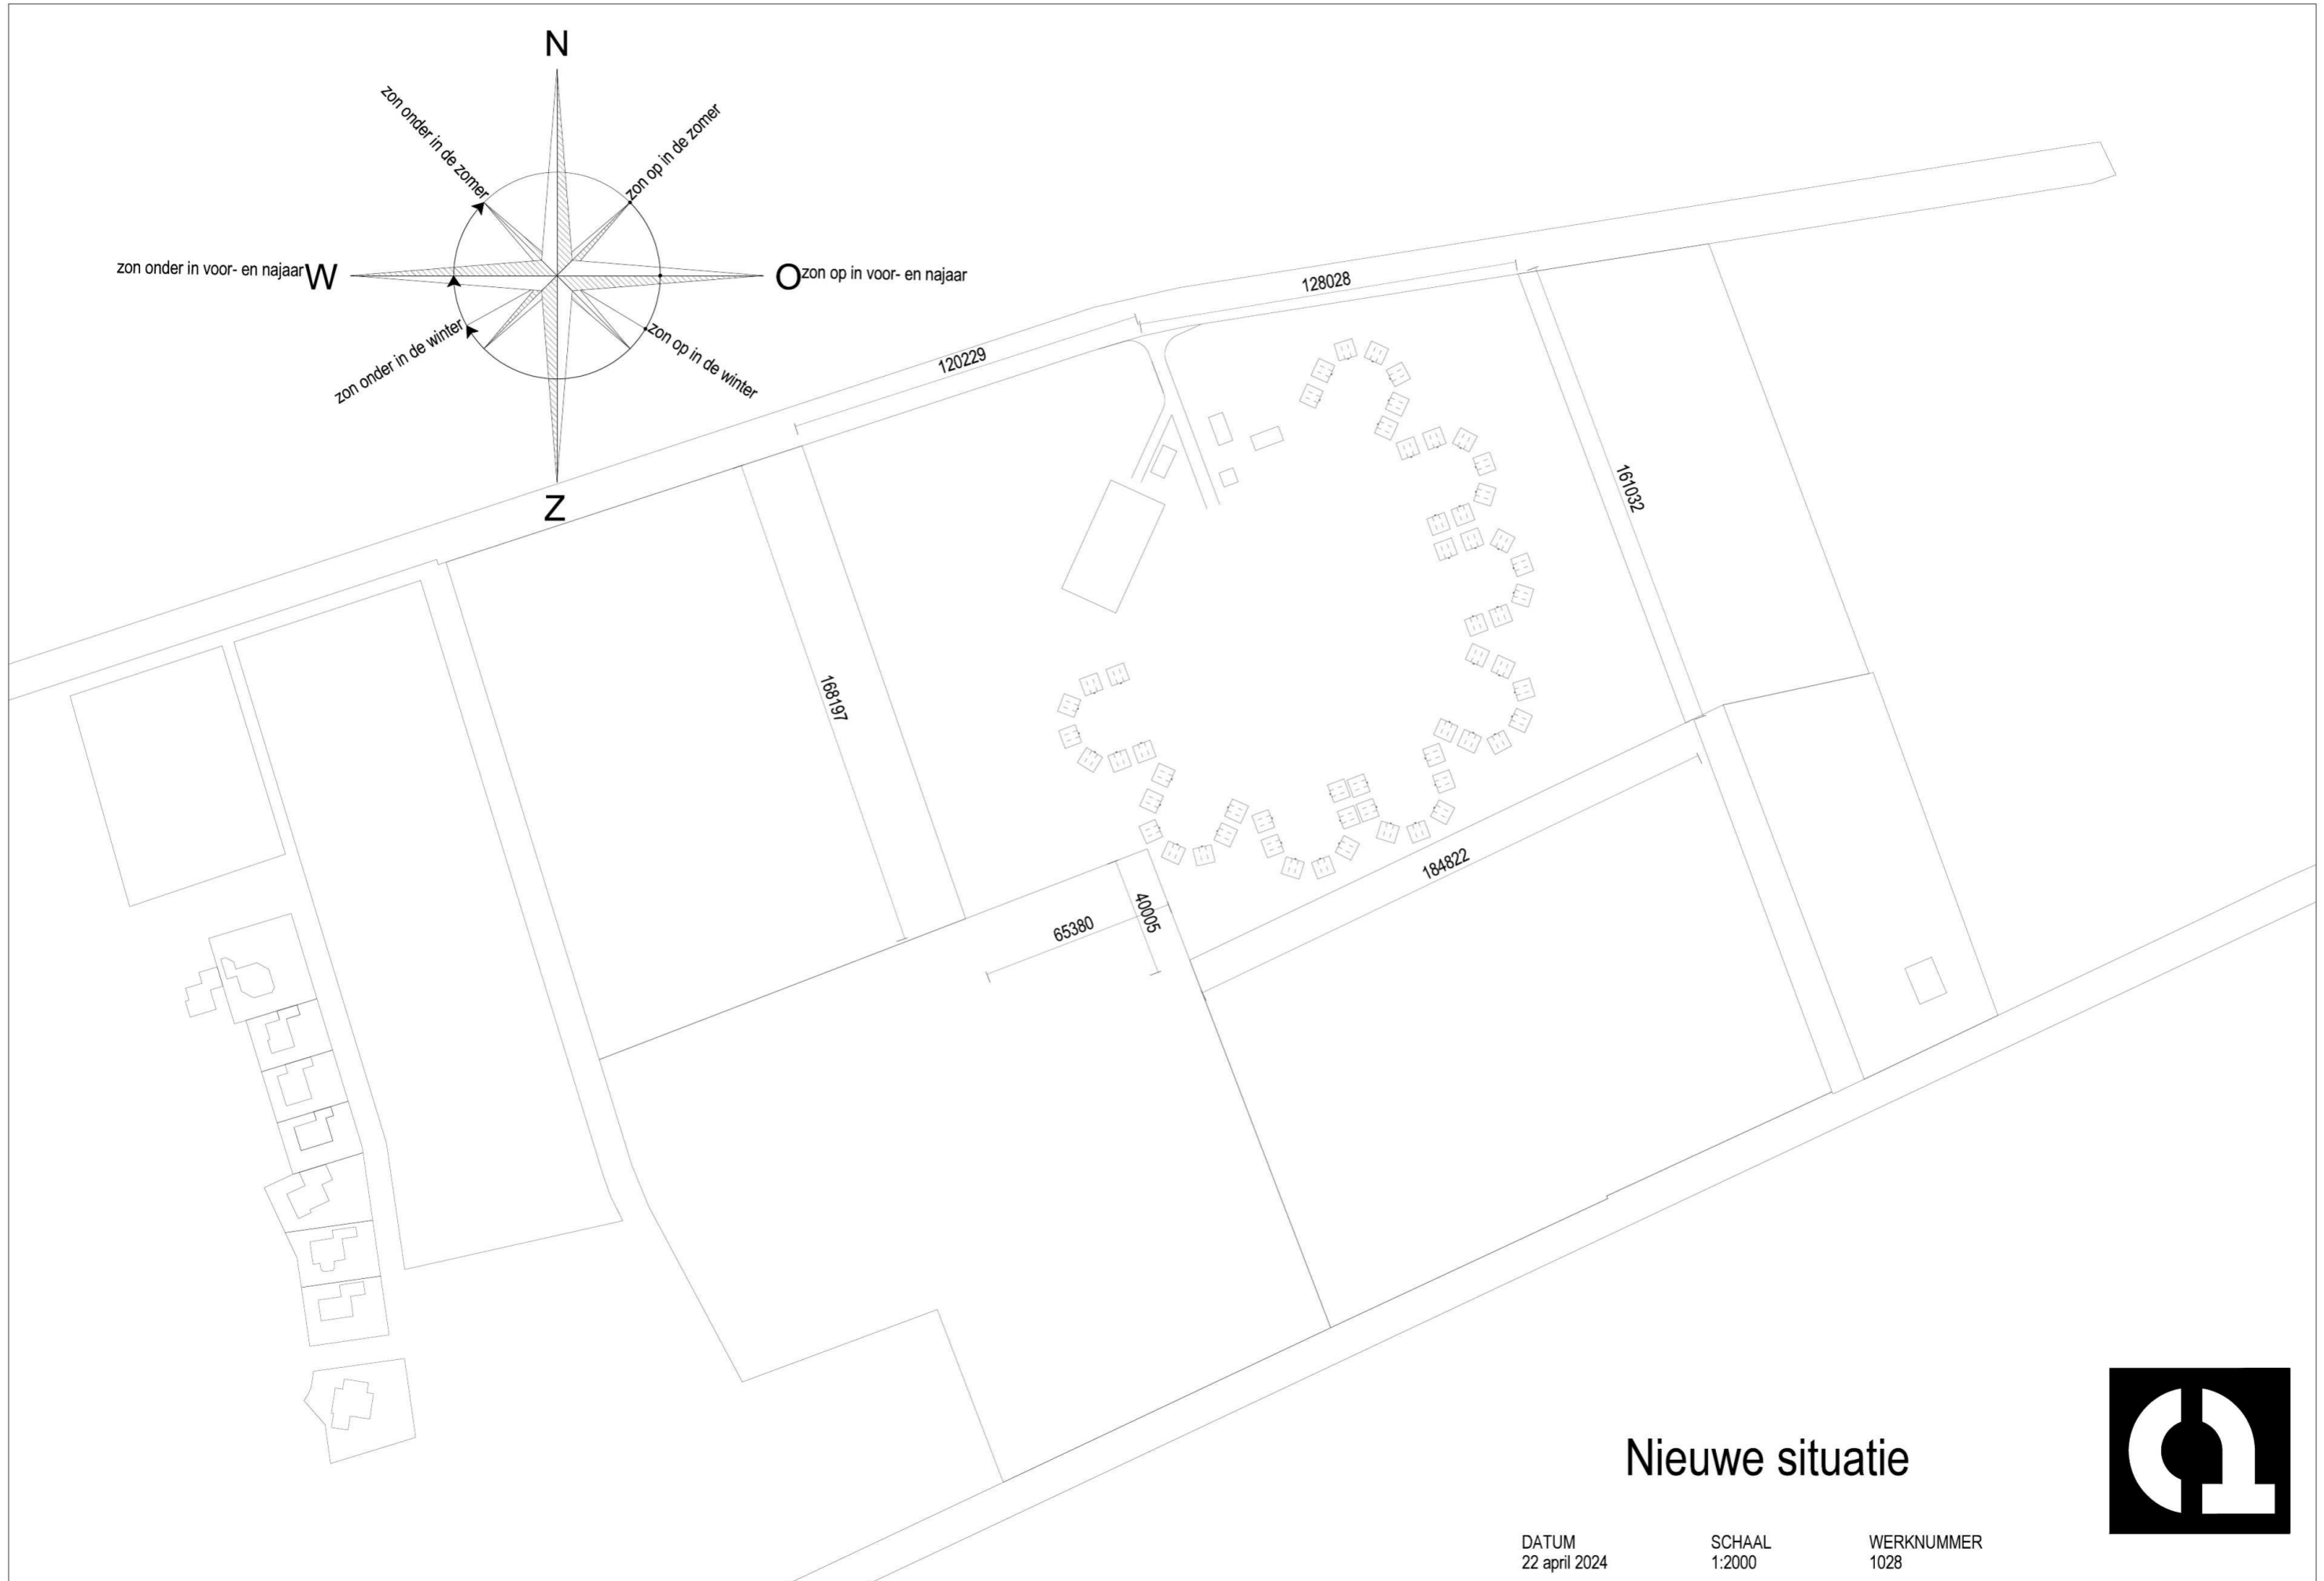 N
zon onder in de zomer
zon op in de zomer
zon onder in voor- en najaar W
O zon op in voor- en najaar
zon onder in de winter
zon op in de winter
Z
128028
120229
161032
168197
184822
40005
65380
Nieuwe situatie
DATUM
22 april 2024
SCHAAL
1:2000
WERKNUMMER
1028